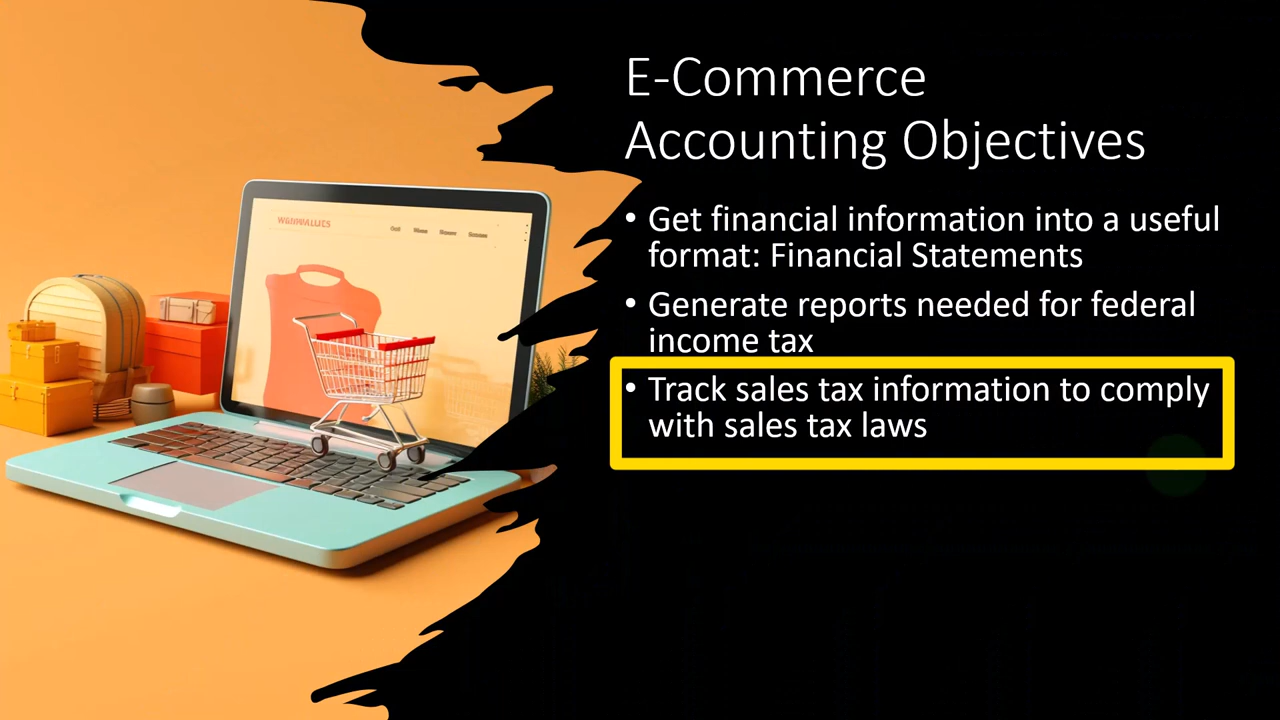 E-Commerce
Accounting Objectives
• Get financial information into a useful
format: Financial Statements
• Generate reports needed for federal
income tax
• Track sales tax information to comply
with sales tax laws